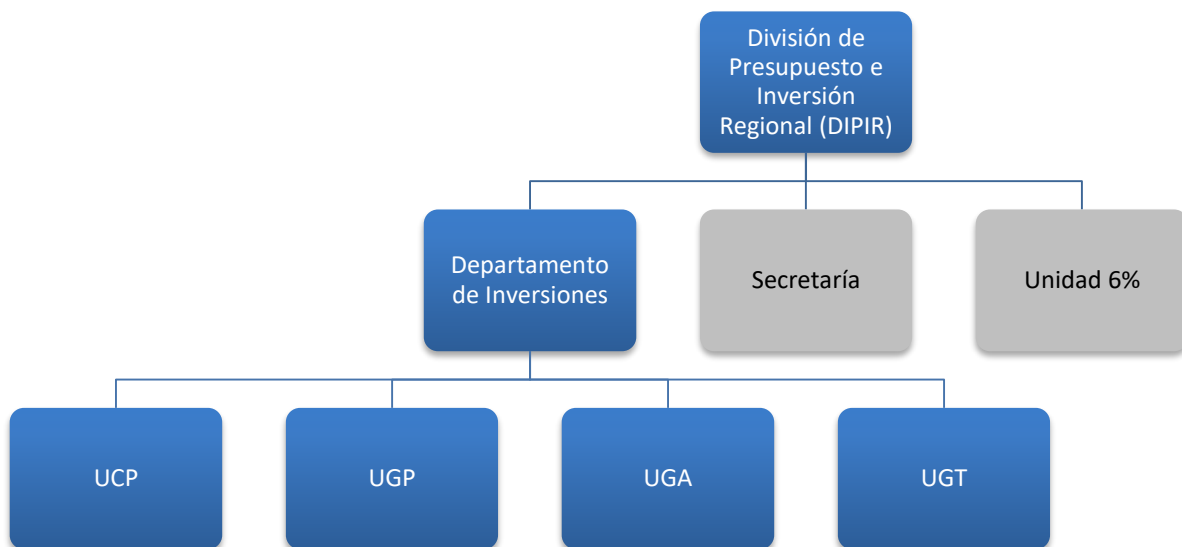 División de
Presupuesto e
Inversión
Regional (DIPIR)
Departamento
de Inversiones
Secretaría
Unidad 6%
UCP
UGP
UGA
UGT